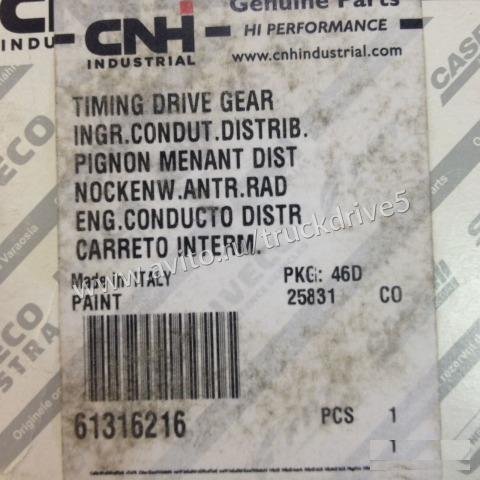 Genuine Parts
CNH HI PERFORMANCE
INDUSTRIAL www.cnhindustrial.com
TIMING DRIVE GEAR
INGR.CONDUT.DISTRIB.
PIGNON MENANT DIST
NOCKENW.ANTR.RAD
ENG.CONDUCTO DISTR
CARRETO INTERM.
www.avito.ru/truckdrive5
Made in ITALY PKG: 46D
PAINT 25831 CO
61316216 PCS 1
1